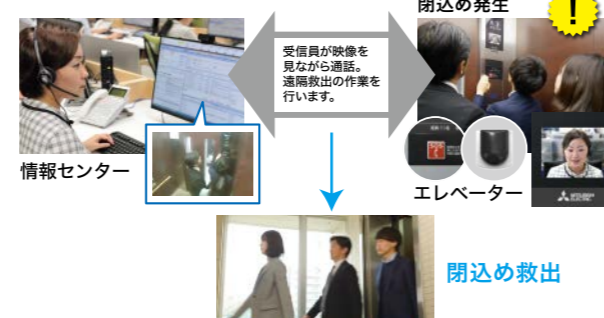 閉込め発生
!
受信員が映像を
見ながら通話。
遠隔救出の作業を
行います。
情報センター
エレベーター
MITSUBISHI
ELECTRIC
閉込め救出